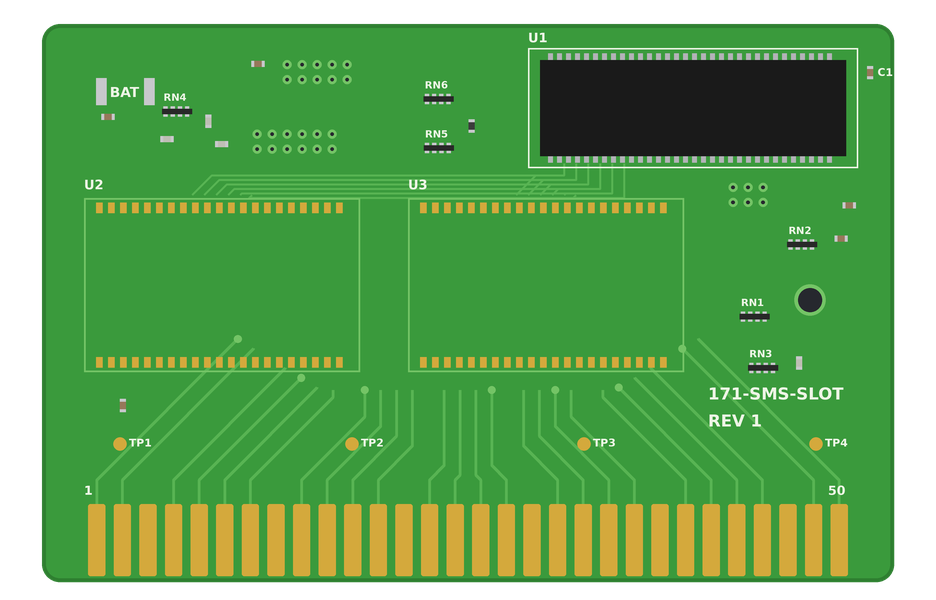 U1
C1
BAT
RN4
RN6
RN5
U2
U3
RN2
RN1
RN3
171-SMS-SLOT
REV 1
TP1
TP2
TP3
TP4
1
50